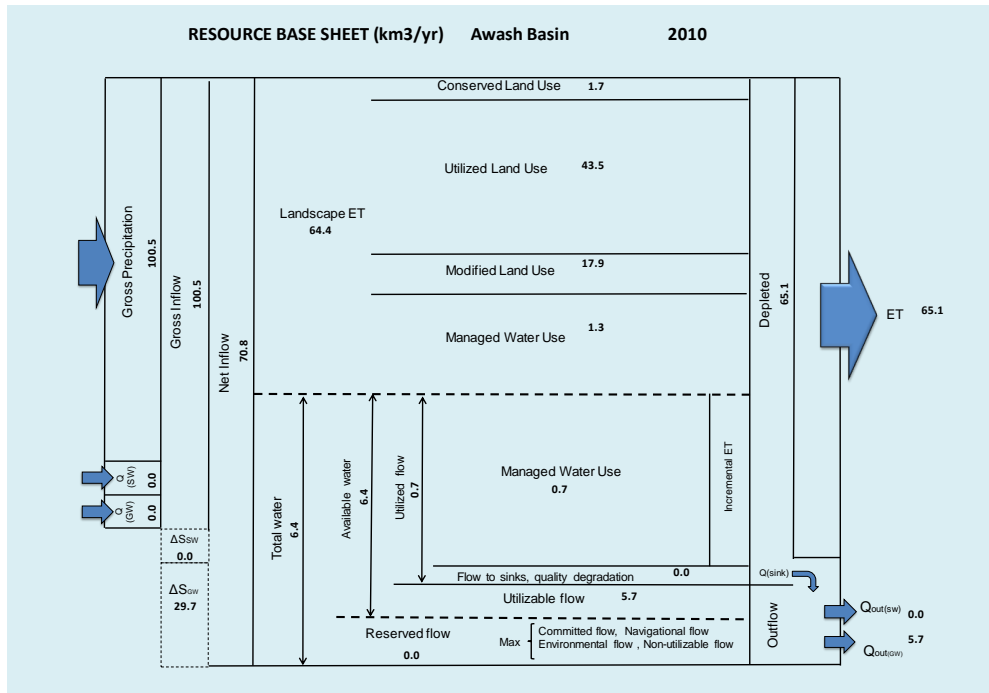 RESOURCE BASE SHEET (km3/yr) Awash Basin 2010
Conserved Land Use 1.7
Utilized Land Use 43.5
Landscape ET
64.4
Modified Land Use 17.9
Managed Water Use 1.3
Gross Precipitation
100.5
Gross Inflow
100.5
Net Inflow
70.8
Depleted
65.1
ET 65.1
Q
(SW)
0.0
Q
(GW)
0.0
ΔSSW
0.0
ΔSGW
29.7
Total water
6.4
Available water
6.4
Utilized flow
0.7
Managed Water Use
0.7
Incremental ET
Flow to sinks, quality degradation 0.0
Q(sink)
Utilizable flow 5.7
Reserved flow
0.0
Max
Committed flow, Navigational flow
Environmental flow , Non-utilizable flow
Outflow
Qout(SW) 0.0
5.7
Qout(GW)